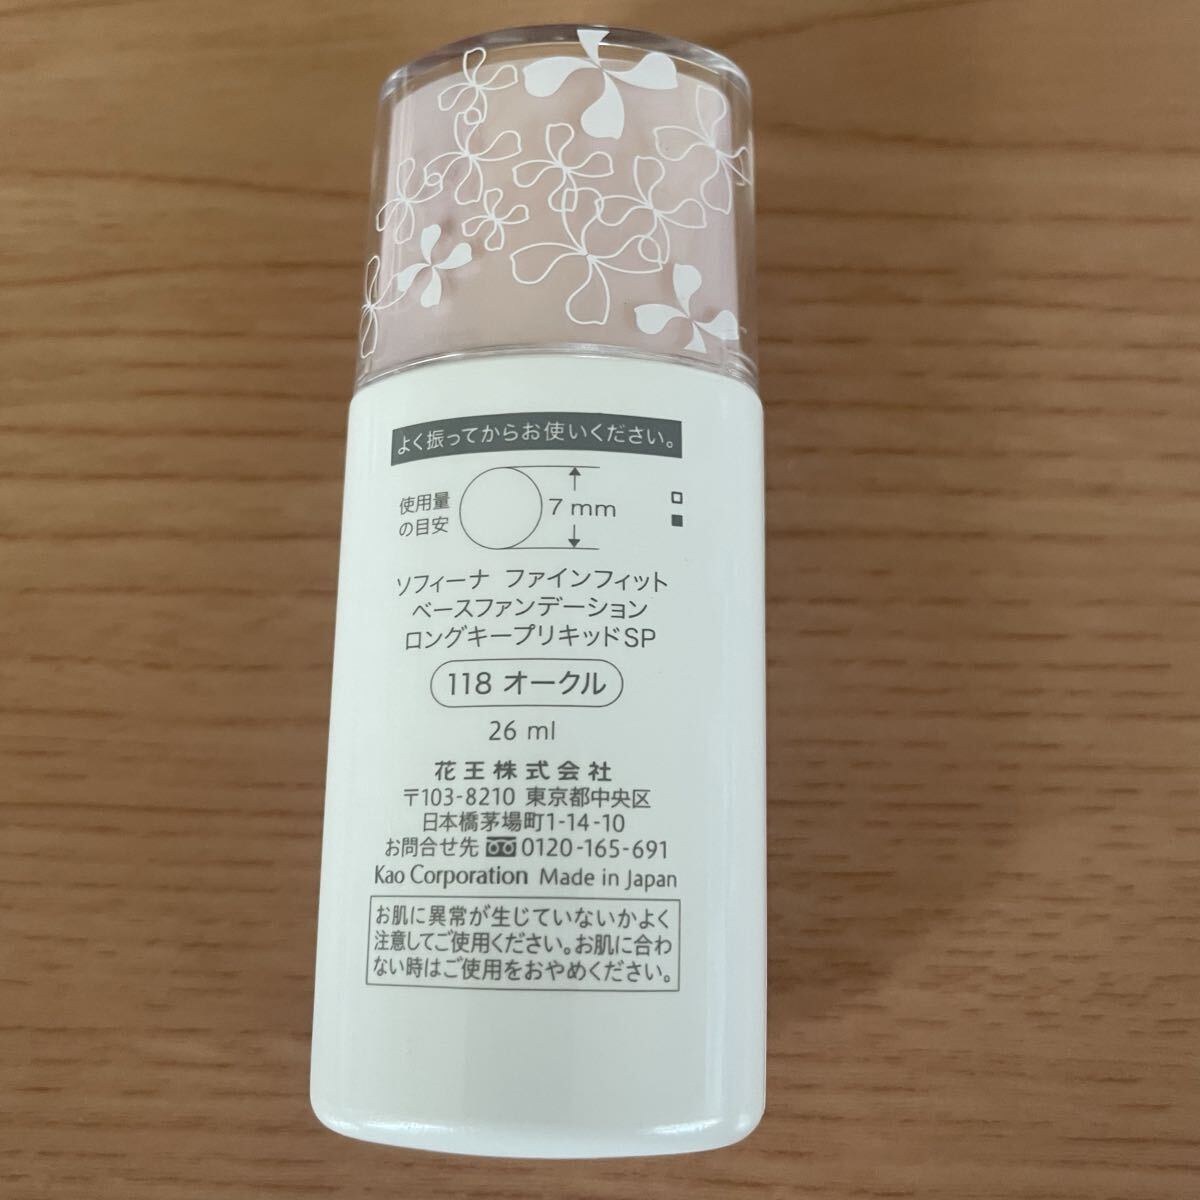 よく振ってからお使いください。
使用量
の目安
7 mm
ソフィーナ ファインフィット
ベースファンデーション
ロングキープリキッドSP
118 オークル
26 ml
花王株式会社
〒103-8210 東京都中央区
日本橋茅場町1-14-10
お問合せ先 0120-165-691
Kao Corporation Made in Japan
お肌に異常が生じていないかよく
注意してご使用ください。お肌に合わ
ない時はご使用をおやめください。